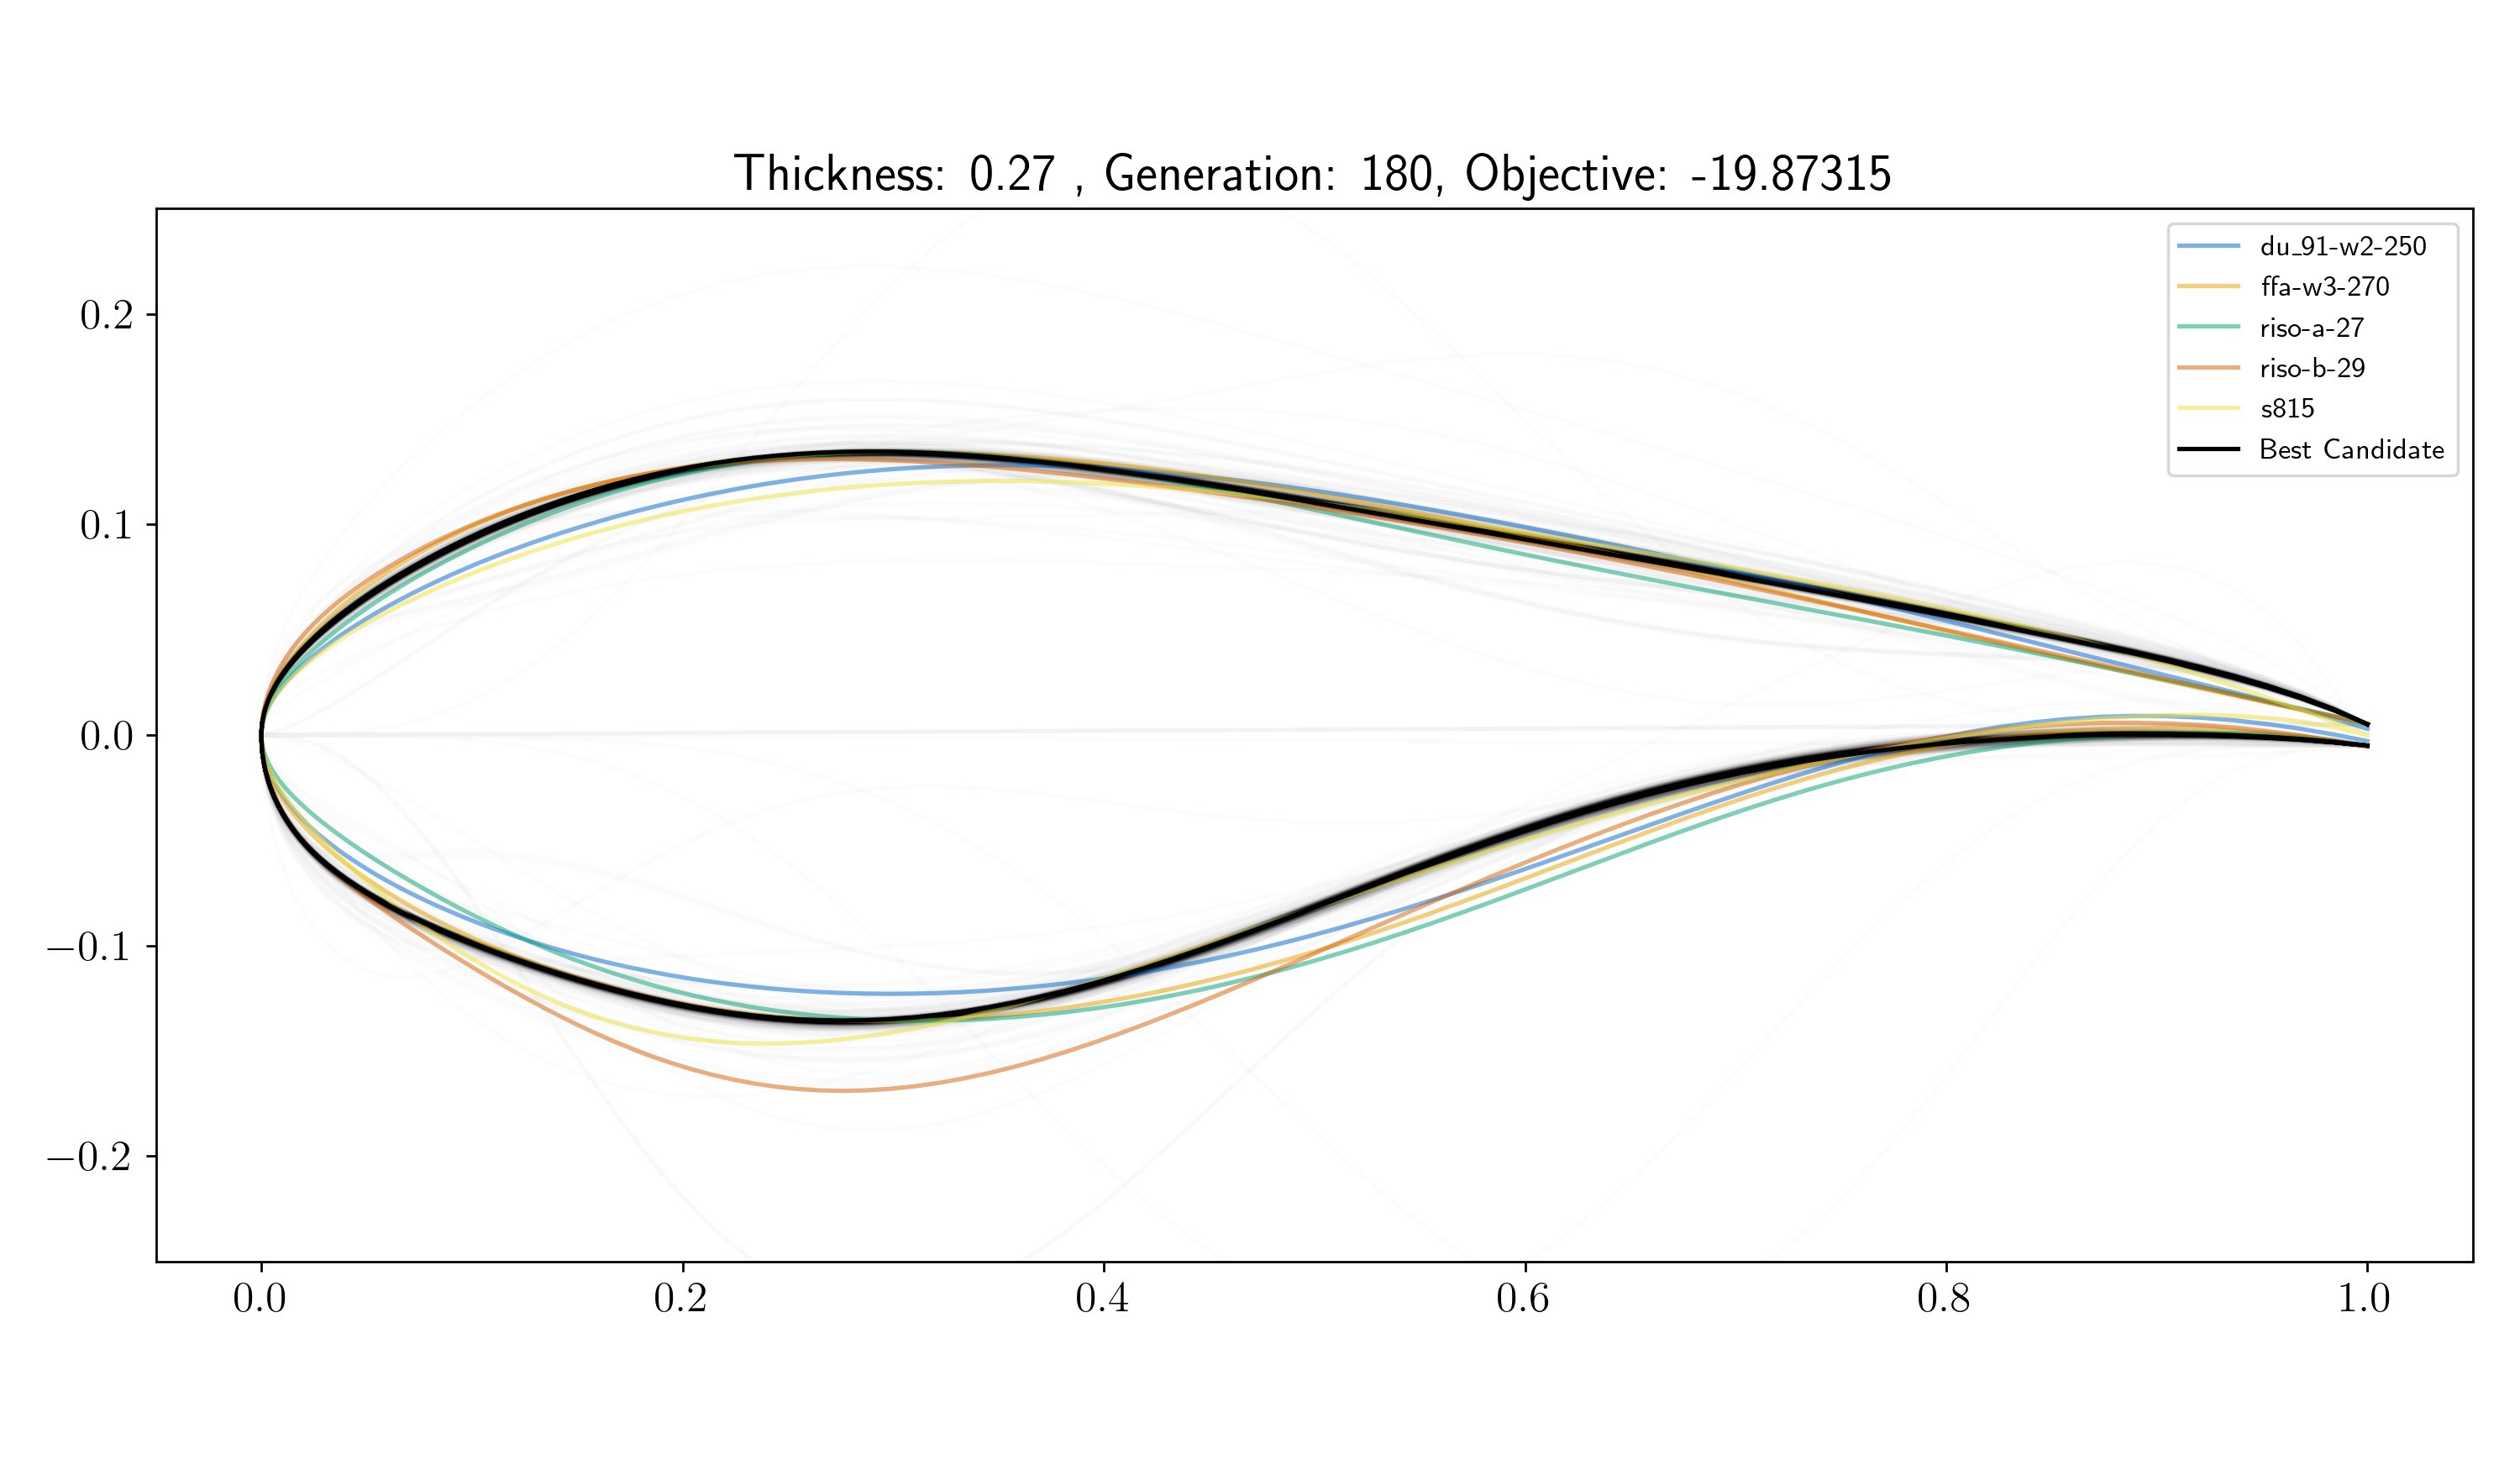 Thickness: 0.27 , Generation: 180, Objective: -19.87315
du_91-w2-250
ffa-w3-270
riso-a-27
riso-b-29
s815
Best Candidate
0.2
0.1
0.0
−0.1
−0.2
0.0 0.2 0.4 0.6 0.8 1.0